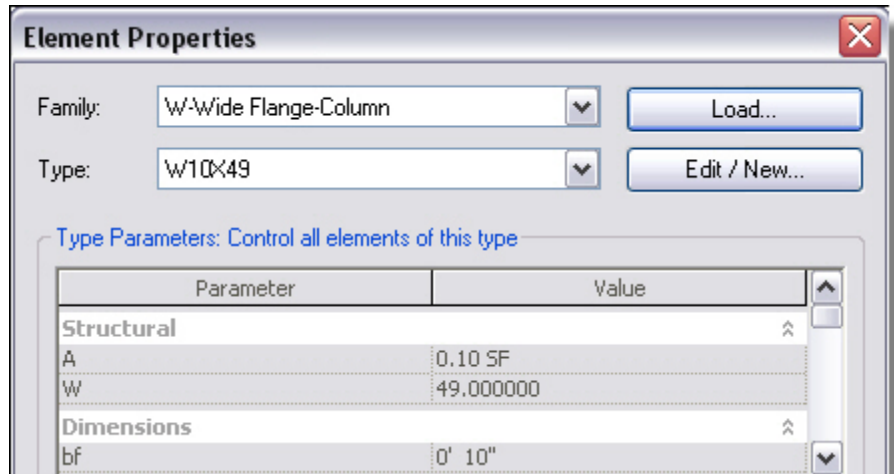 Element Properties
Family: W-Wide Flange-Column Load...
Type: W10X49 Edit / New...
Type Parameters: Control all elements of this type
Parameter Value
Structural
A 0.10 SF
W 49.000000
Dimensions
bf 0' 10"